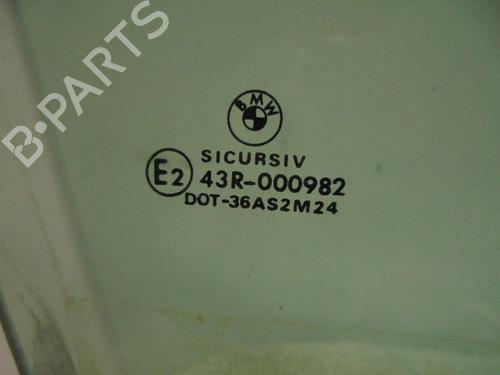 B-PARTS
BMW
SICURSIV
E2 43R-000982
DOT-36AS2M24